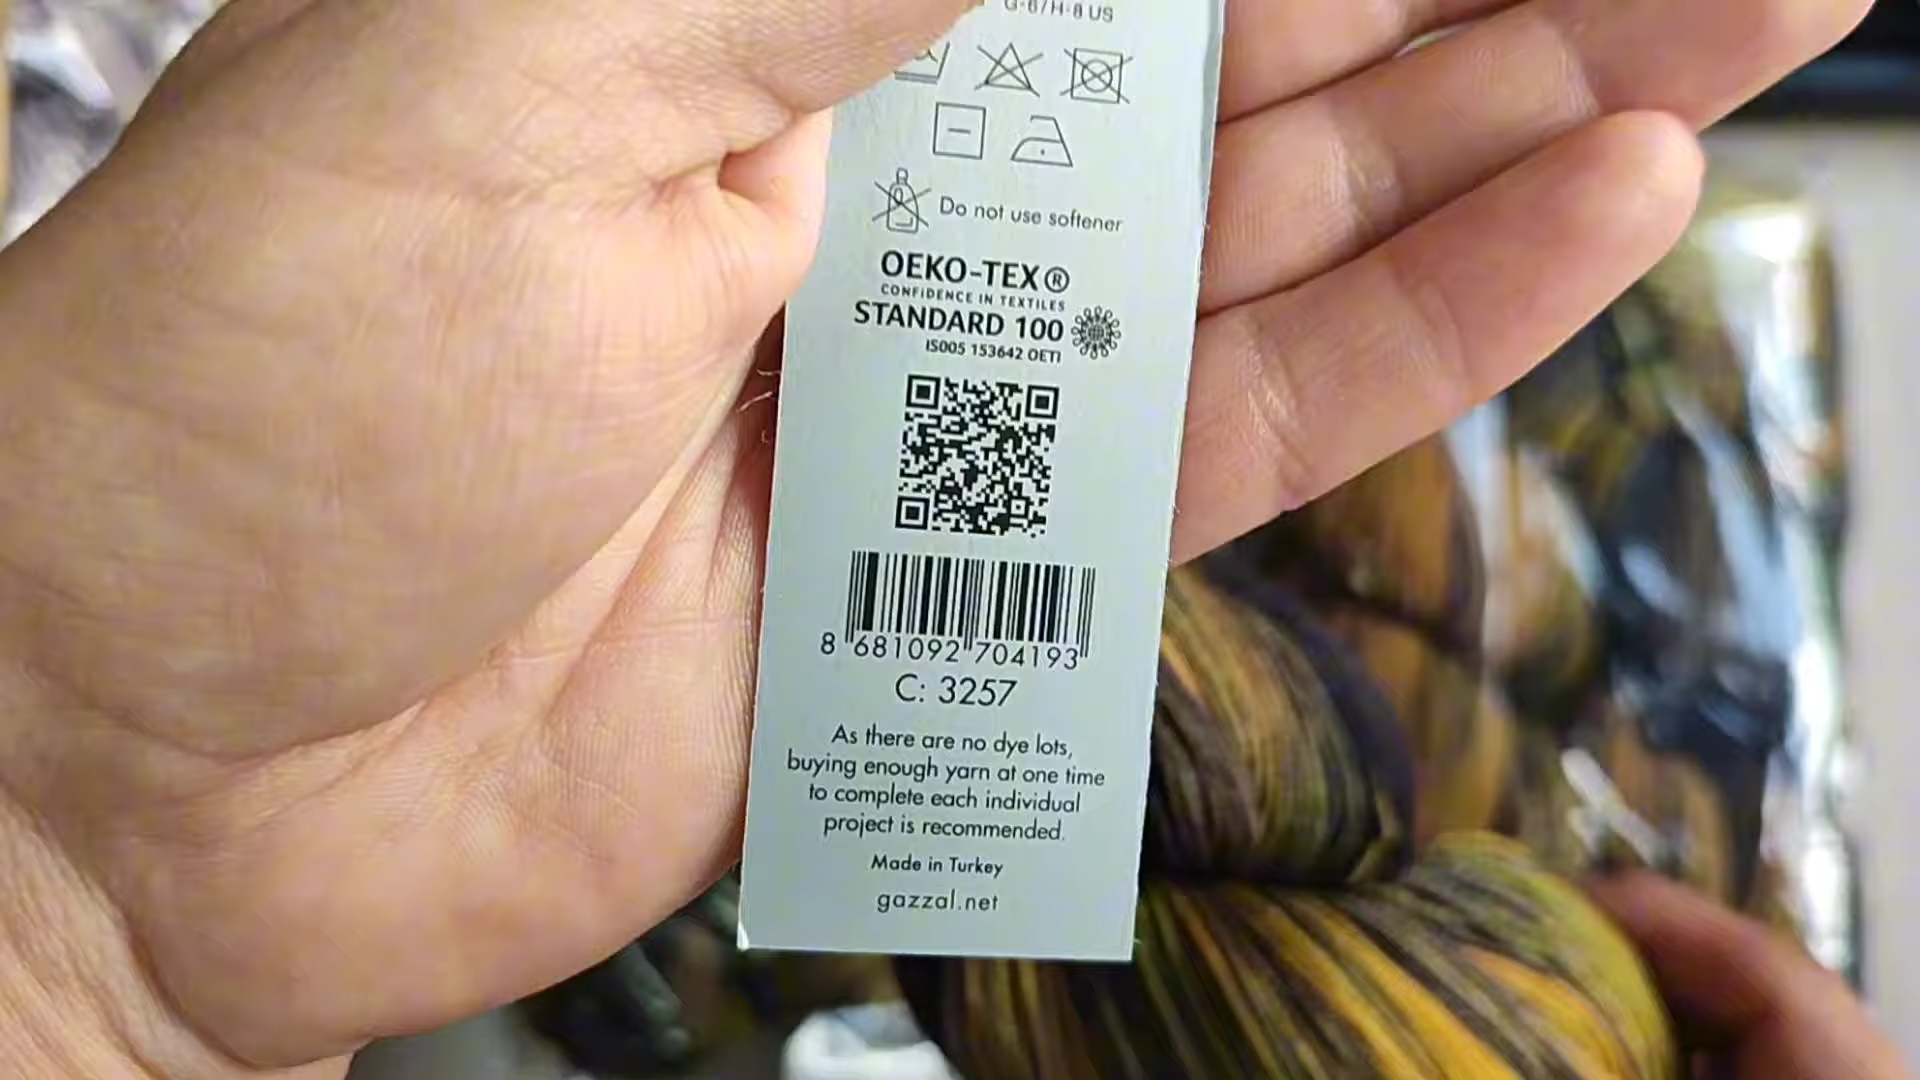 G-6/H-8 US
Do not use softener
OEKO-TEX®
CONFIDENCE IN TEXTILES
STANDARD 100
IS005 153642 OETI
8 681092 704193
C: 3257
As there are no dye lots,
buying enough yarn at one time
to complete each individual
project is recommended.
Made in Turkey
gazzal.net